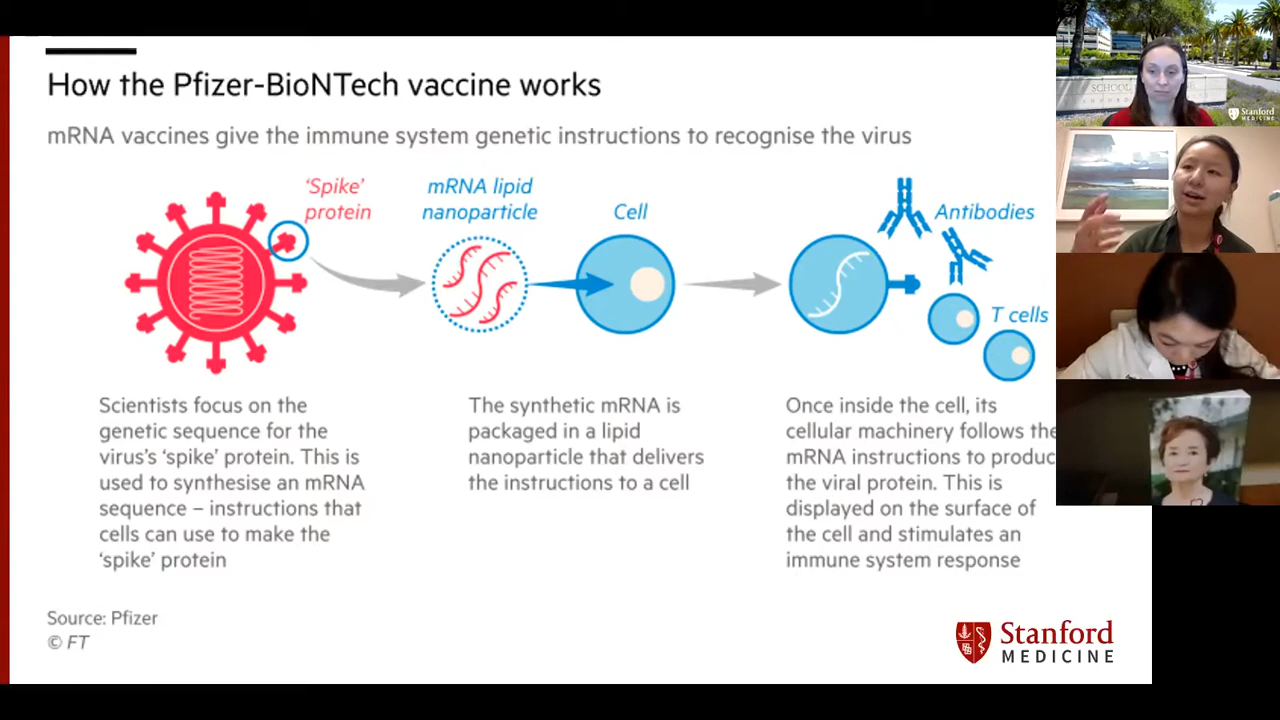 How the Pfizer-BioNTech vaccine works
mRNA vaccines give the immune system genetic instructions to recognise the virus
'Spike'
protein
mRNA lipid
nanoparticle
Cell
Antibodies
T cells
Scientists focus on the
genetic sequence for the
virus's 'spike' protein. This is
used to synthesise an mRNA
sequence – instructions that
cells can use to make the
'spike' protein
The synthetic mRNA is
packaged in a lipid
nanoparticle that delivers
the instructions to a cell
Once inside the cell, its
cellular machinery follows the
mRNA instructions to produc
the viral protein. This is
displayed on the surface of
the cell and stimulates an
immune system response
Source: Pfizer
© FT
Stanford
MEDICINE
SCHOOL
Stanford
MEDICINE